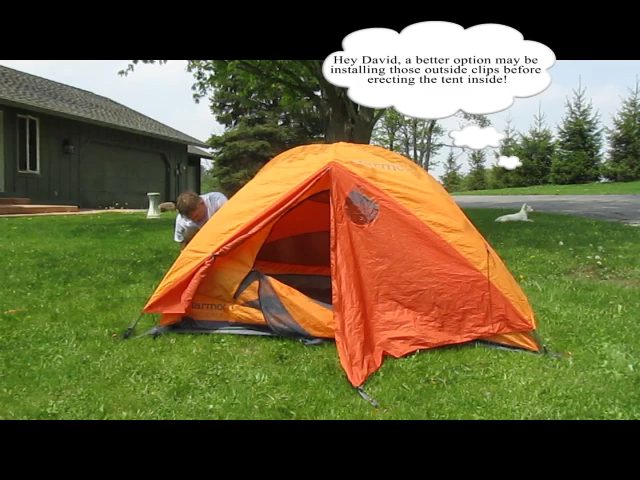 Hey David, a better option may be
installing those outside clips before
erecting the tent inside!